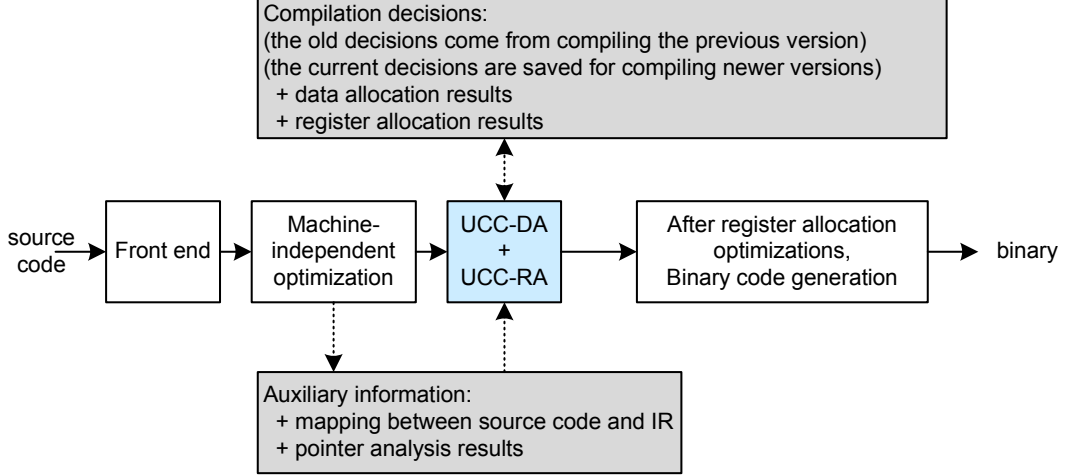 Compilation decisions:
(the old decisions come from compiling the previous version)
(the current decisions are saved for compiling newer versions)
+ data allocation results
+ register allocation results
source
code
Front end
Machine-
independent
optimization
UCC-DA
+
UCC-RA
After register allocation
optimizations,
Binary code generation
binary
Auxiliary information:
+ mapping between source code and IR
+ pointer analysis results